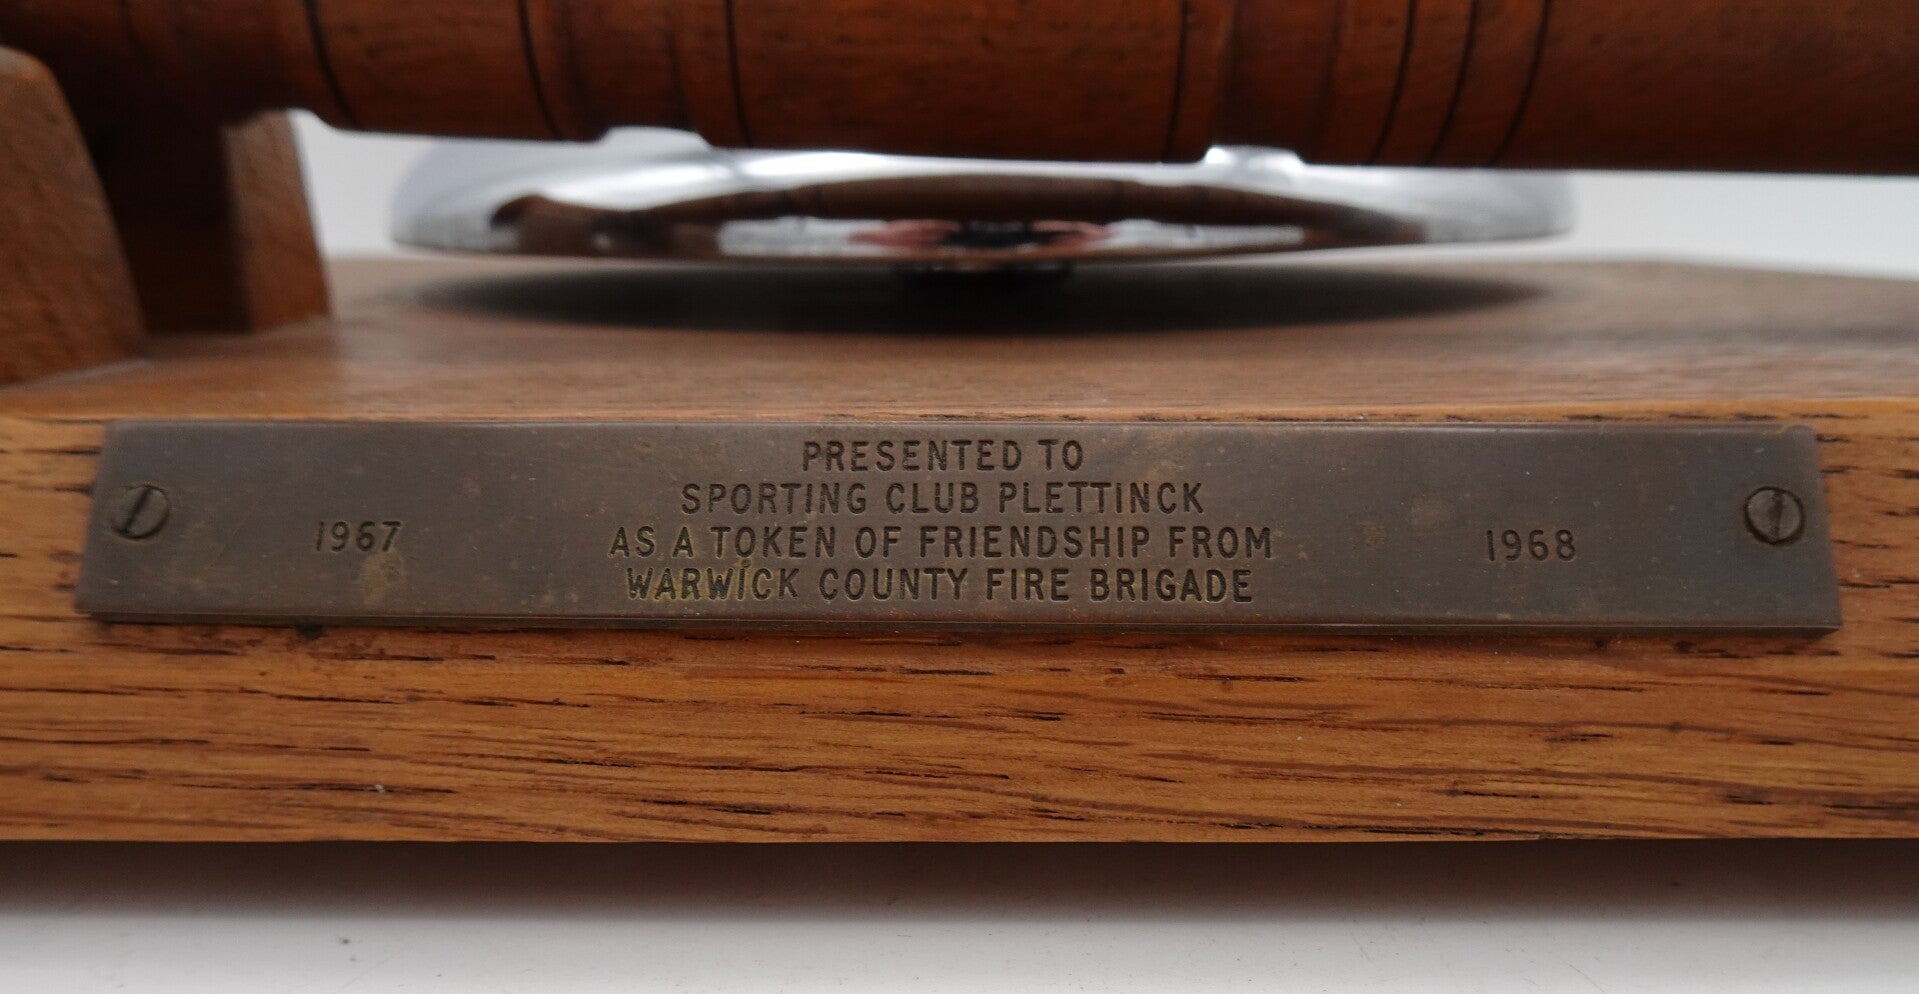 PRESENTED TO
SPORTING CLUB PLETTINCK
AS A TOKEN OF FRIENDSHIP FROM
WARWICK COUNTY FIRE BRIGADE
1967
1968